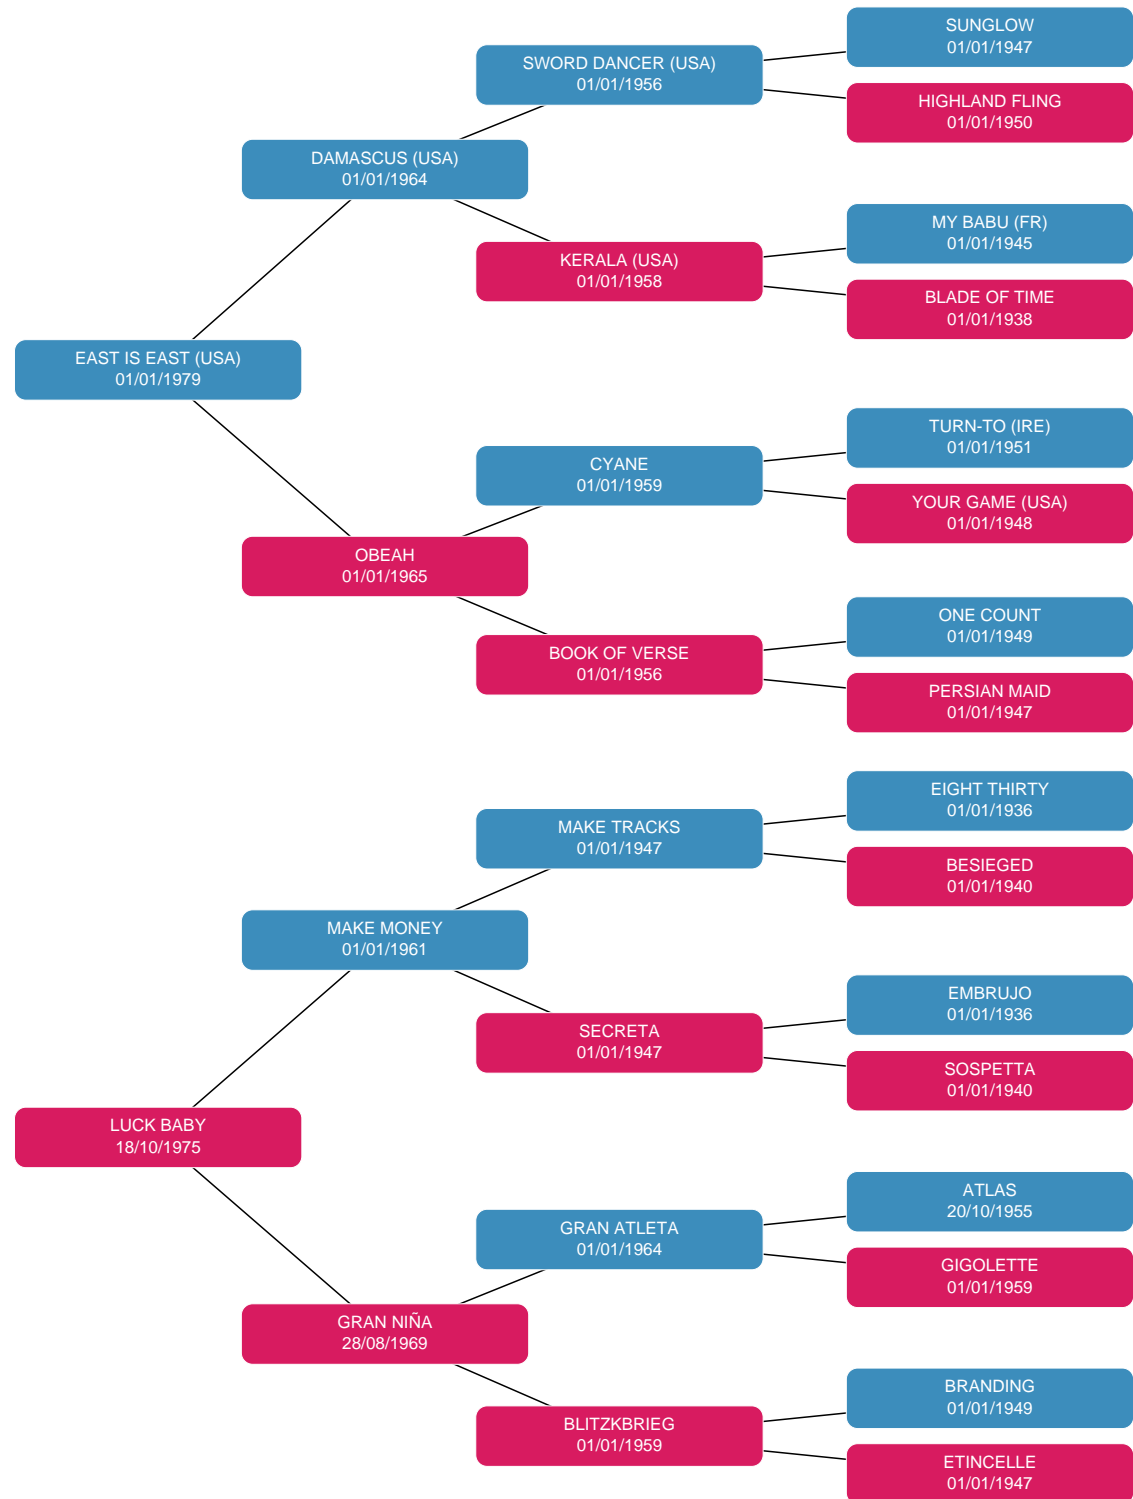 SUNGLOW
01/01/1947
SWORD DANCER (USA)
01/01/1956
HIGHLAND FLING
01/01/1950
DAMASCUS (USA)
01/01/1964
MY BABU (FR)
01/01/1945
KERALA (USA)
01/01/1958
BLADE OF TIME
01/01/1938
EAST IS EAST (USA)
01/01/1979
TURN-TO (IRE)
01/01/1951
CYANE
01/01/1959
YOUR GAME (USA)
01/01/1948
OBEAH
01/01/1965
ONE COUNT
01/01/1949
BOOK OF VERSE
01/01/1956
PERSIAN MAID
01/01/1947
EIGHT THIRTY
01/01/1936
MAKE TRACKS
01/01/1947
BESIEGED
01/01/1940
MAKE MONEY
01/01/1961
EMBRUJO
01/01/1936
SECRETA
01/01/1947
SOSPETTA
01/01/1940
LUCK BABY
18/10/1975
ATLAS
20/10/1955
GRAN ATLETA
01/01/1964
GIGOLETTE
01/01/1959
GRAN NIÑA
28/08/1969
BRANDING
01/01/1949
BLITZKBRIEG
01/01/1959
ETINCELLE
01/01/1947